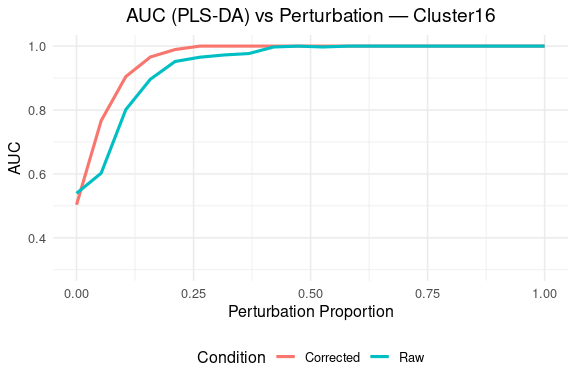 AUC (PLS-DA) vs Perturbation — Cluster16
AUC
1.0
0.8
0.6
0.4
0.00 0.25 0.50 0.75 1.00
Perturbation Proportion
Condition Corrected Raw